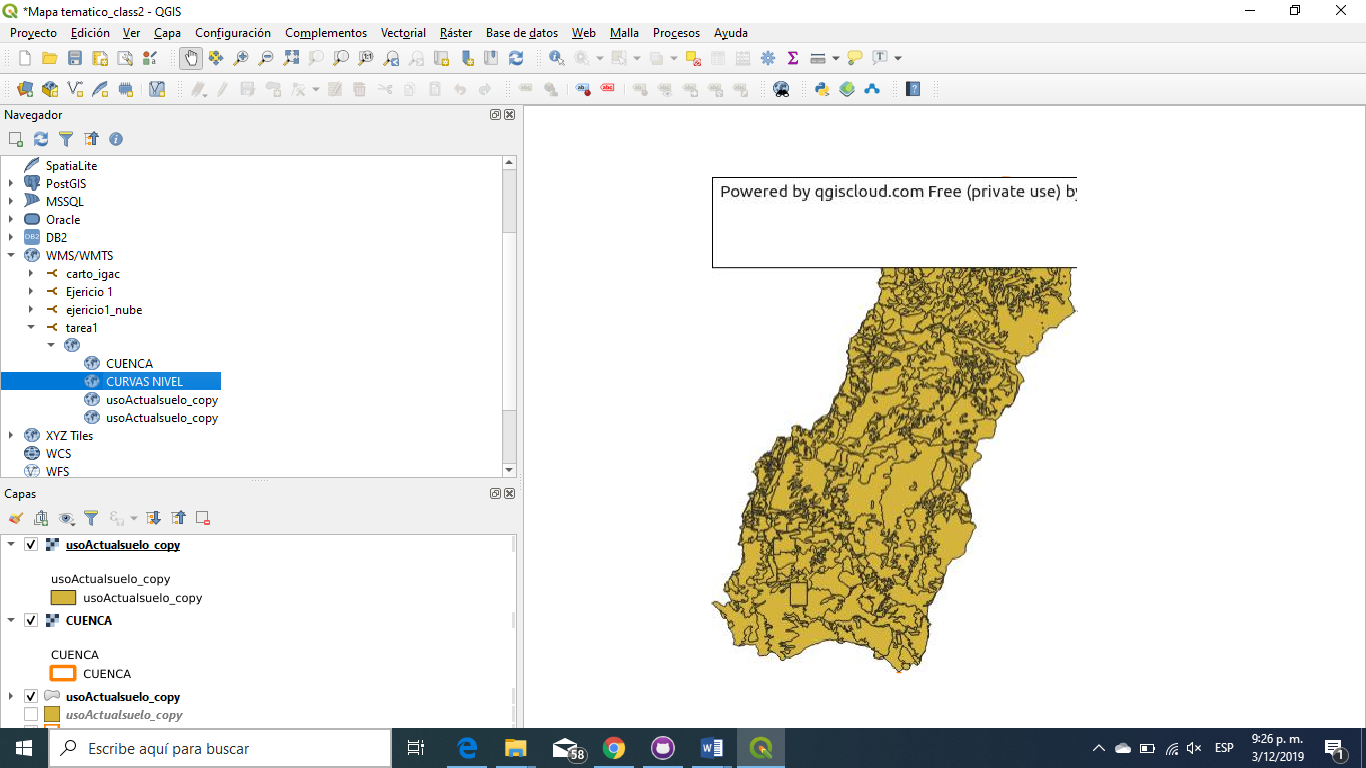 *Mapa tematico_class2 - QGIS
Proyecto Edición Ver Capa Configuración Complementos Vectorial Ráster Base de datos Web Malla Procesos Ayuda
Navegador
SpatiaLite
PostGIS
MSSQL
Oracle
DB2
WMS/WMTS
carto_igac
Ejericio 1
ejericio1_nube
tarea1
CUENCA
CURVAS NIVEL
usoActualsuelo_copy
usoActualsuelo_copy
XYZ Tiles
WCS
WFS
Capas
usoActualsuelo_copy
usoActualsuelo_copy
usoActualsuelo_copy
CUENCA
CUENCA
CUENCA
usoActualsuelo_copy
usoActualsuelo_copy
Powered by qgiscloud.com Free (private use) by
Escribe aquí para buscar
58
ESP
9:26 p. m.
3/12/2019
1